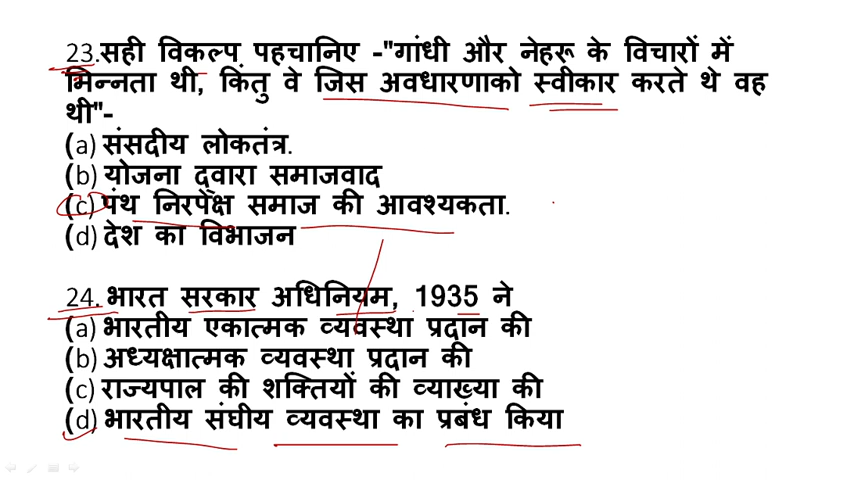 23.सही विकल्प पहचानिए -"गांधी और नेहरू के विचारों में
भिन्नता थी, किंतु वे जिस अवधारणाको स्वीकार करते थे वह
थी"-
(a) संसदीय लोकतंत्र.
(b) योजना द्वारा समाजवाद
(c) पंथ निरपेक्ष समाज की आवश्यकता.
(d) देश का विभाजन
24. भारत सरकार अधिनियम, 1935 ने
(a) भारतीय एकात्मक व्यवस्था प्रदान की
(b) अध्यक्षात्मक व्यवस्था प्रदान की
(c) राज्यपाल की शक्तियों की व्याख्या की
(d) भारतीय संघीय व्यवस्था का प्रबंध किया